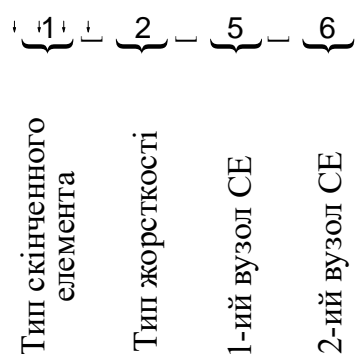 1 2 5 6
Тип скінченного
елемента
Тип жорсткості
1-ий вузол СЕ
2-ий вузол СЕ